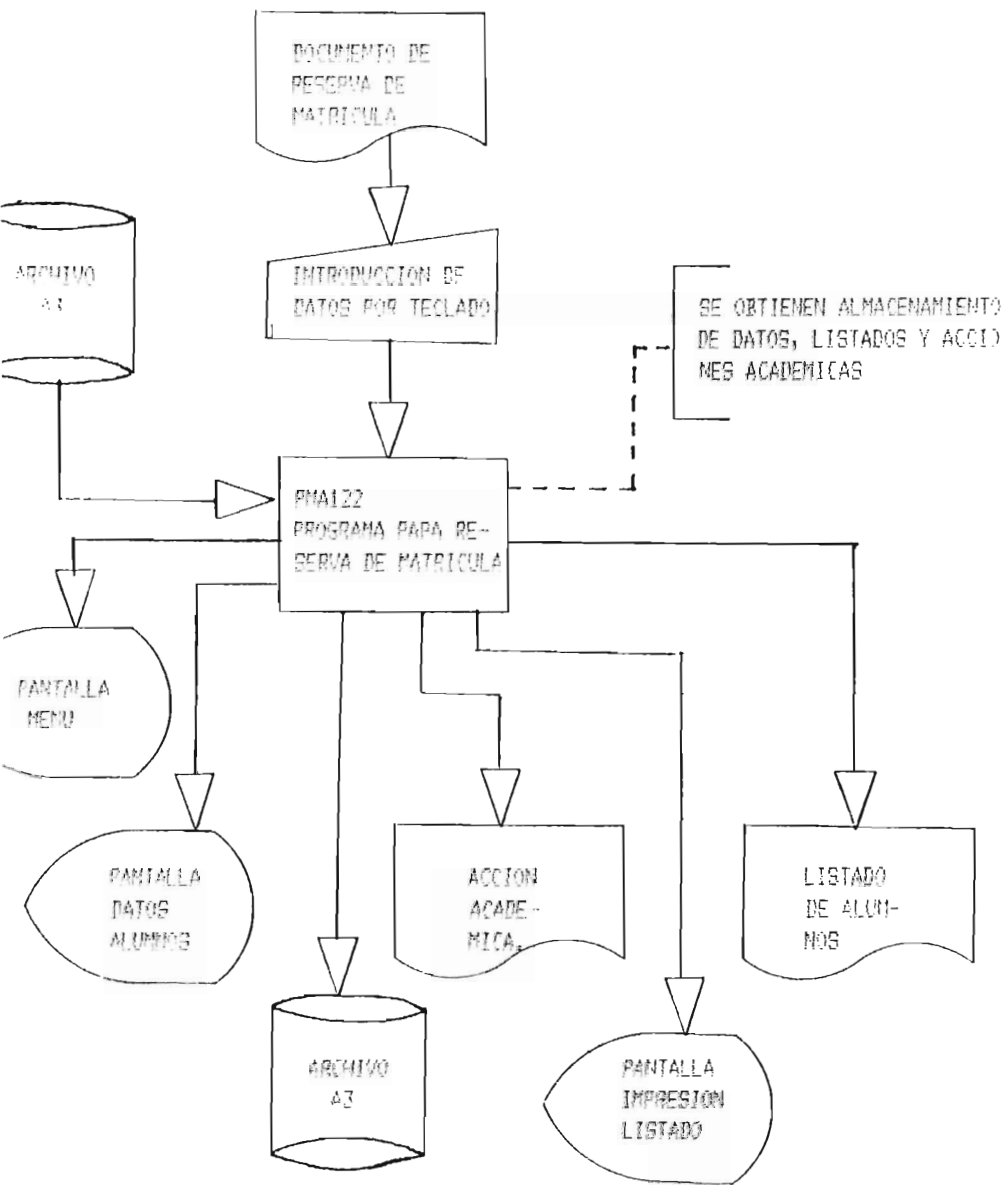 DOCUMENTO DE
RESERVA DE
MATRICULA
ARCHIVO
A3
INTRODUCCION DE
DATOS POR TECLADO
SE OBTIENEN ALMACENAMIENTO
DE DATOS, LISTADOS Y ACCIO
NES ACADEMICAS
PMA122
PROGRAMA PARA RE-
SERVA DE MATRICULA
PANTALLA
MENU
PANTALLA
DATOS
ALUMNOS
ACCION
ACADE-
MICA.
LISTADO
DE ALUM-
NOS
ARCHIVO
A3
PANTALLA
IMPRESION
LISTADO